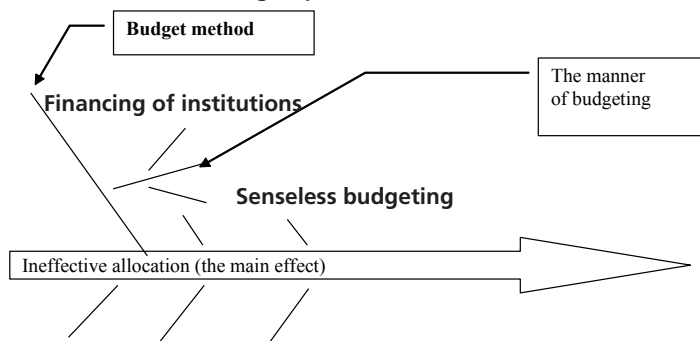 Budget method
The manner
of budgeting
Financing of institutions
Senseless budgeting
Ineffective allocation (the main effect)